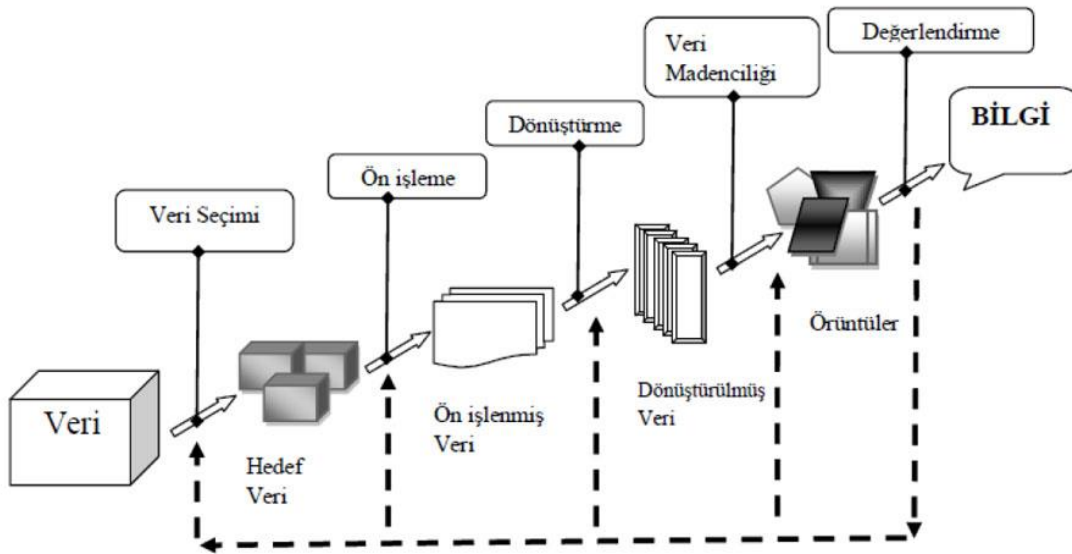 Değerlendirme
Veri
Madenciliği
BİLGİ
Dönüştürme
Ön işleme
Veri Seçimi
Örüntüler
Dönüştürülmüş
Veri
Ön işlenmiş
Veri
Veri
Hedef
Veri